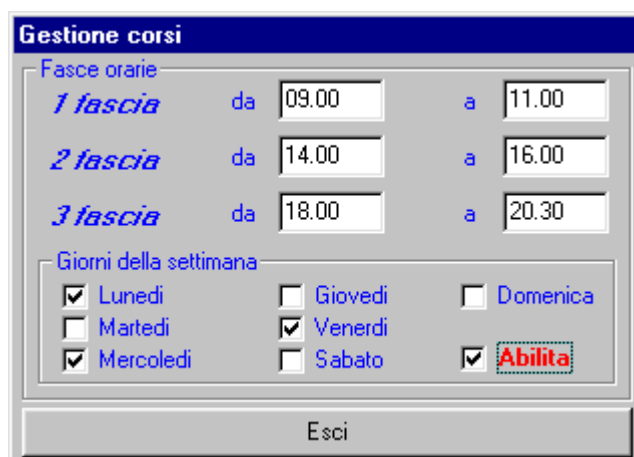 Gestione corsi
Fasce orarie
1 fascia da 09.00 a 11.00
2 fascia da 14.00 a 16.00
3 fascia da 18.00 a 20.30
Giorni della settimana
Lunedi Giovedi Domenica
Martedi Venerdi
Mercoledi Sabato Abilita
Esci